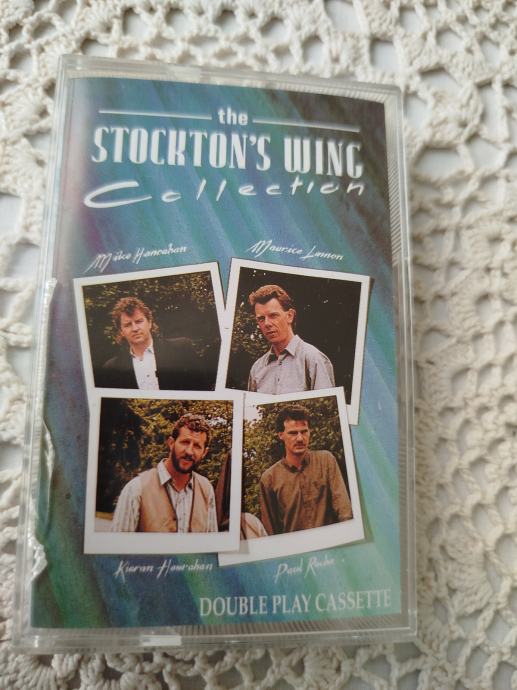 the
STOCKTON'S WING
Collection
Mike Hanrahan
Maurice Lennon
Kieran Hanrahan
Paul Roche
DOUBLE PLAY CASSETTE